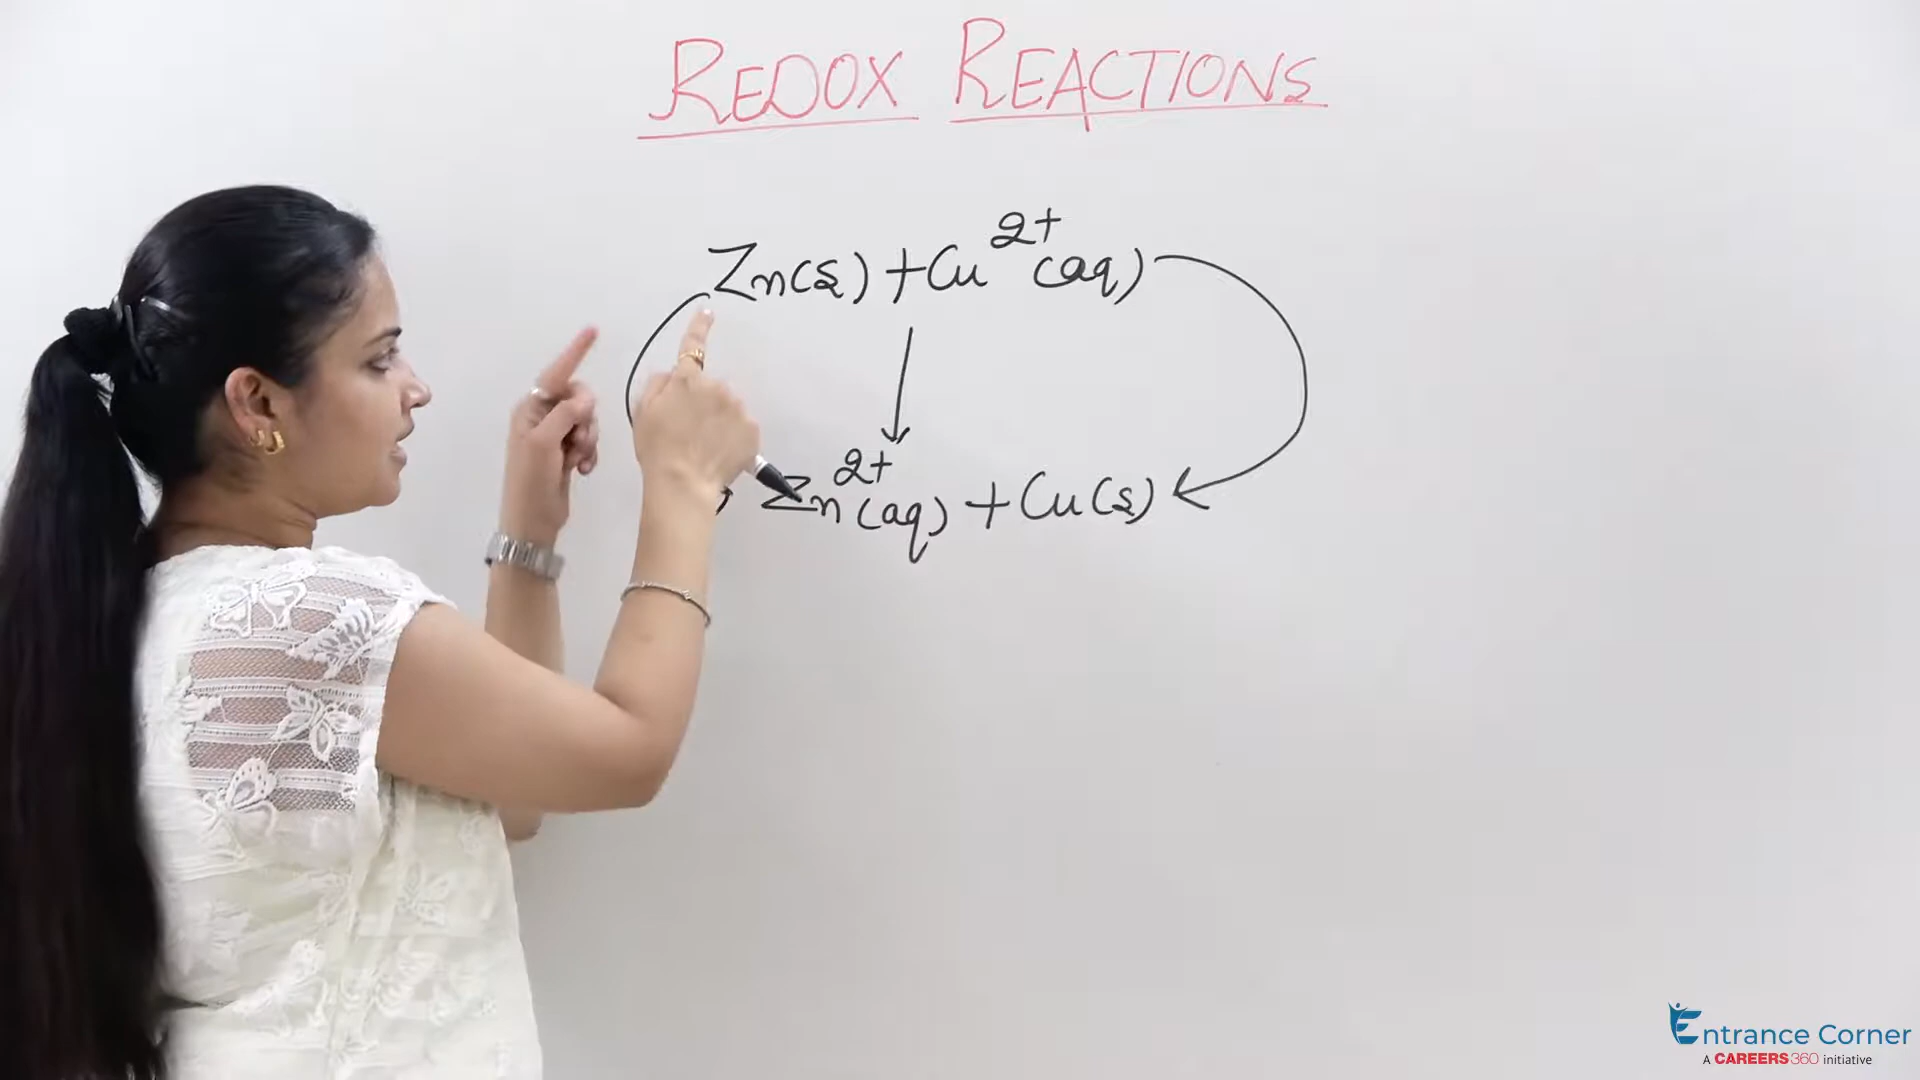 REDOX REACTIONS
Zn(s) + Cu²⁺(aq)
Zn²⁺(aq) + Cu(s)
Entrance Corner
A CAREERS360 initiative